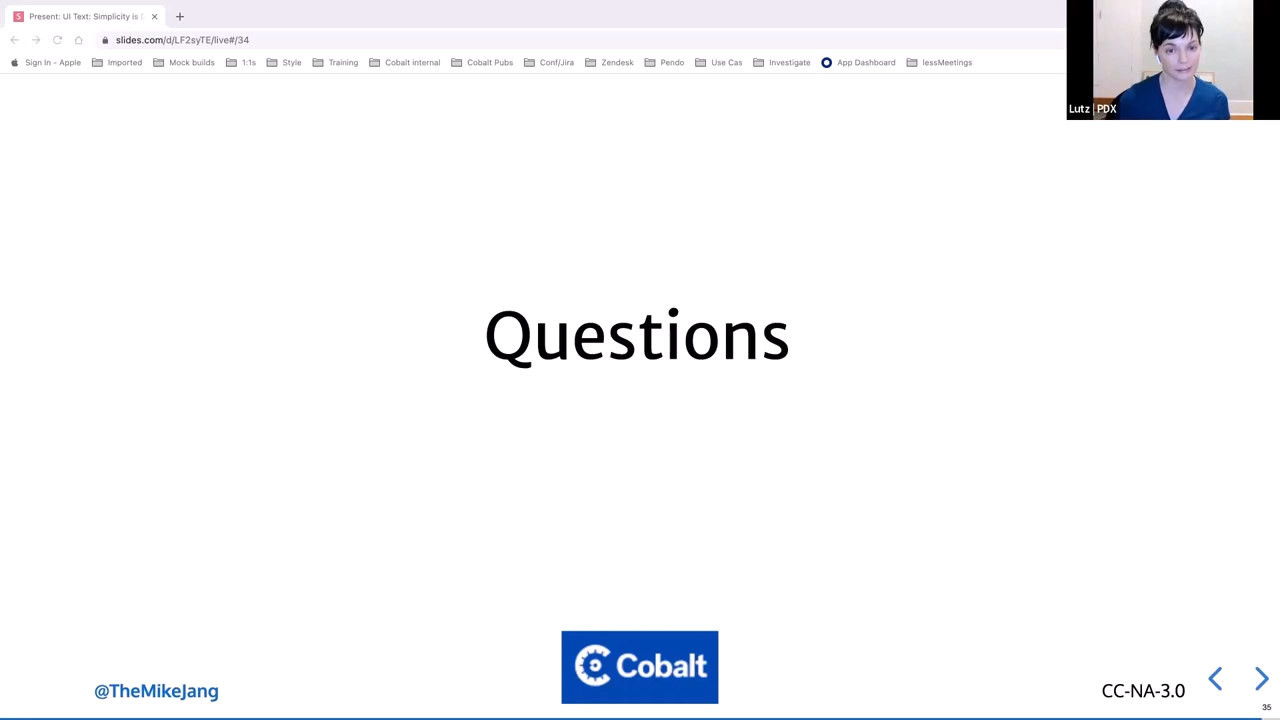 Present: UI Text: Simplicity is
slides.com/d/LF2syTE/live#/34
Sign In - Apple Imported Mock builds 1:1s Style Training Cobalt internal Cobalt Pubs Conf/Jira Zendesk Pendo Use Cas Investigate App Dashboard lessMeetings
Lutz | PDX
Questions
Cobalt
@TheMikeJang
CC-NA-3.0
35